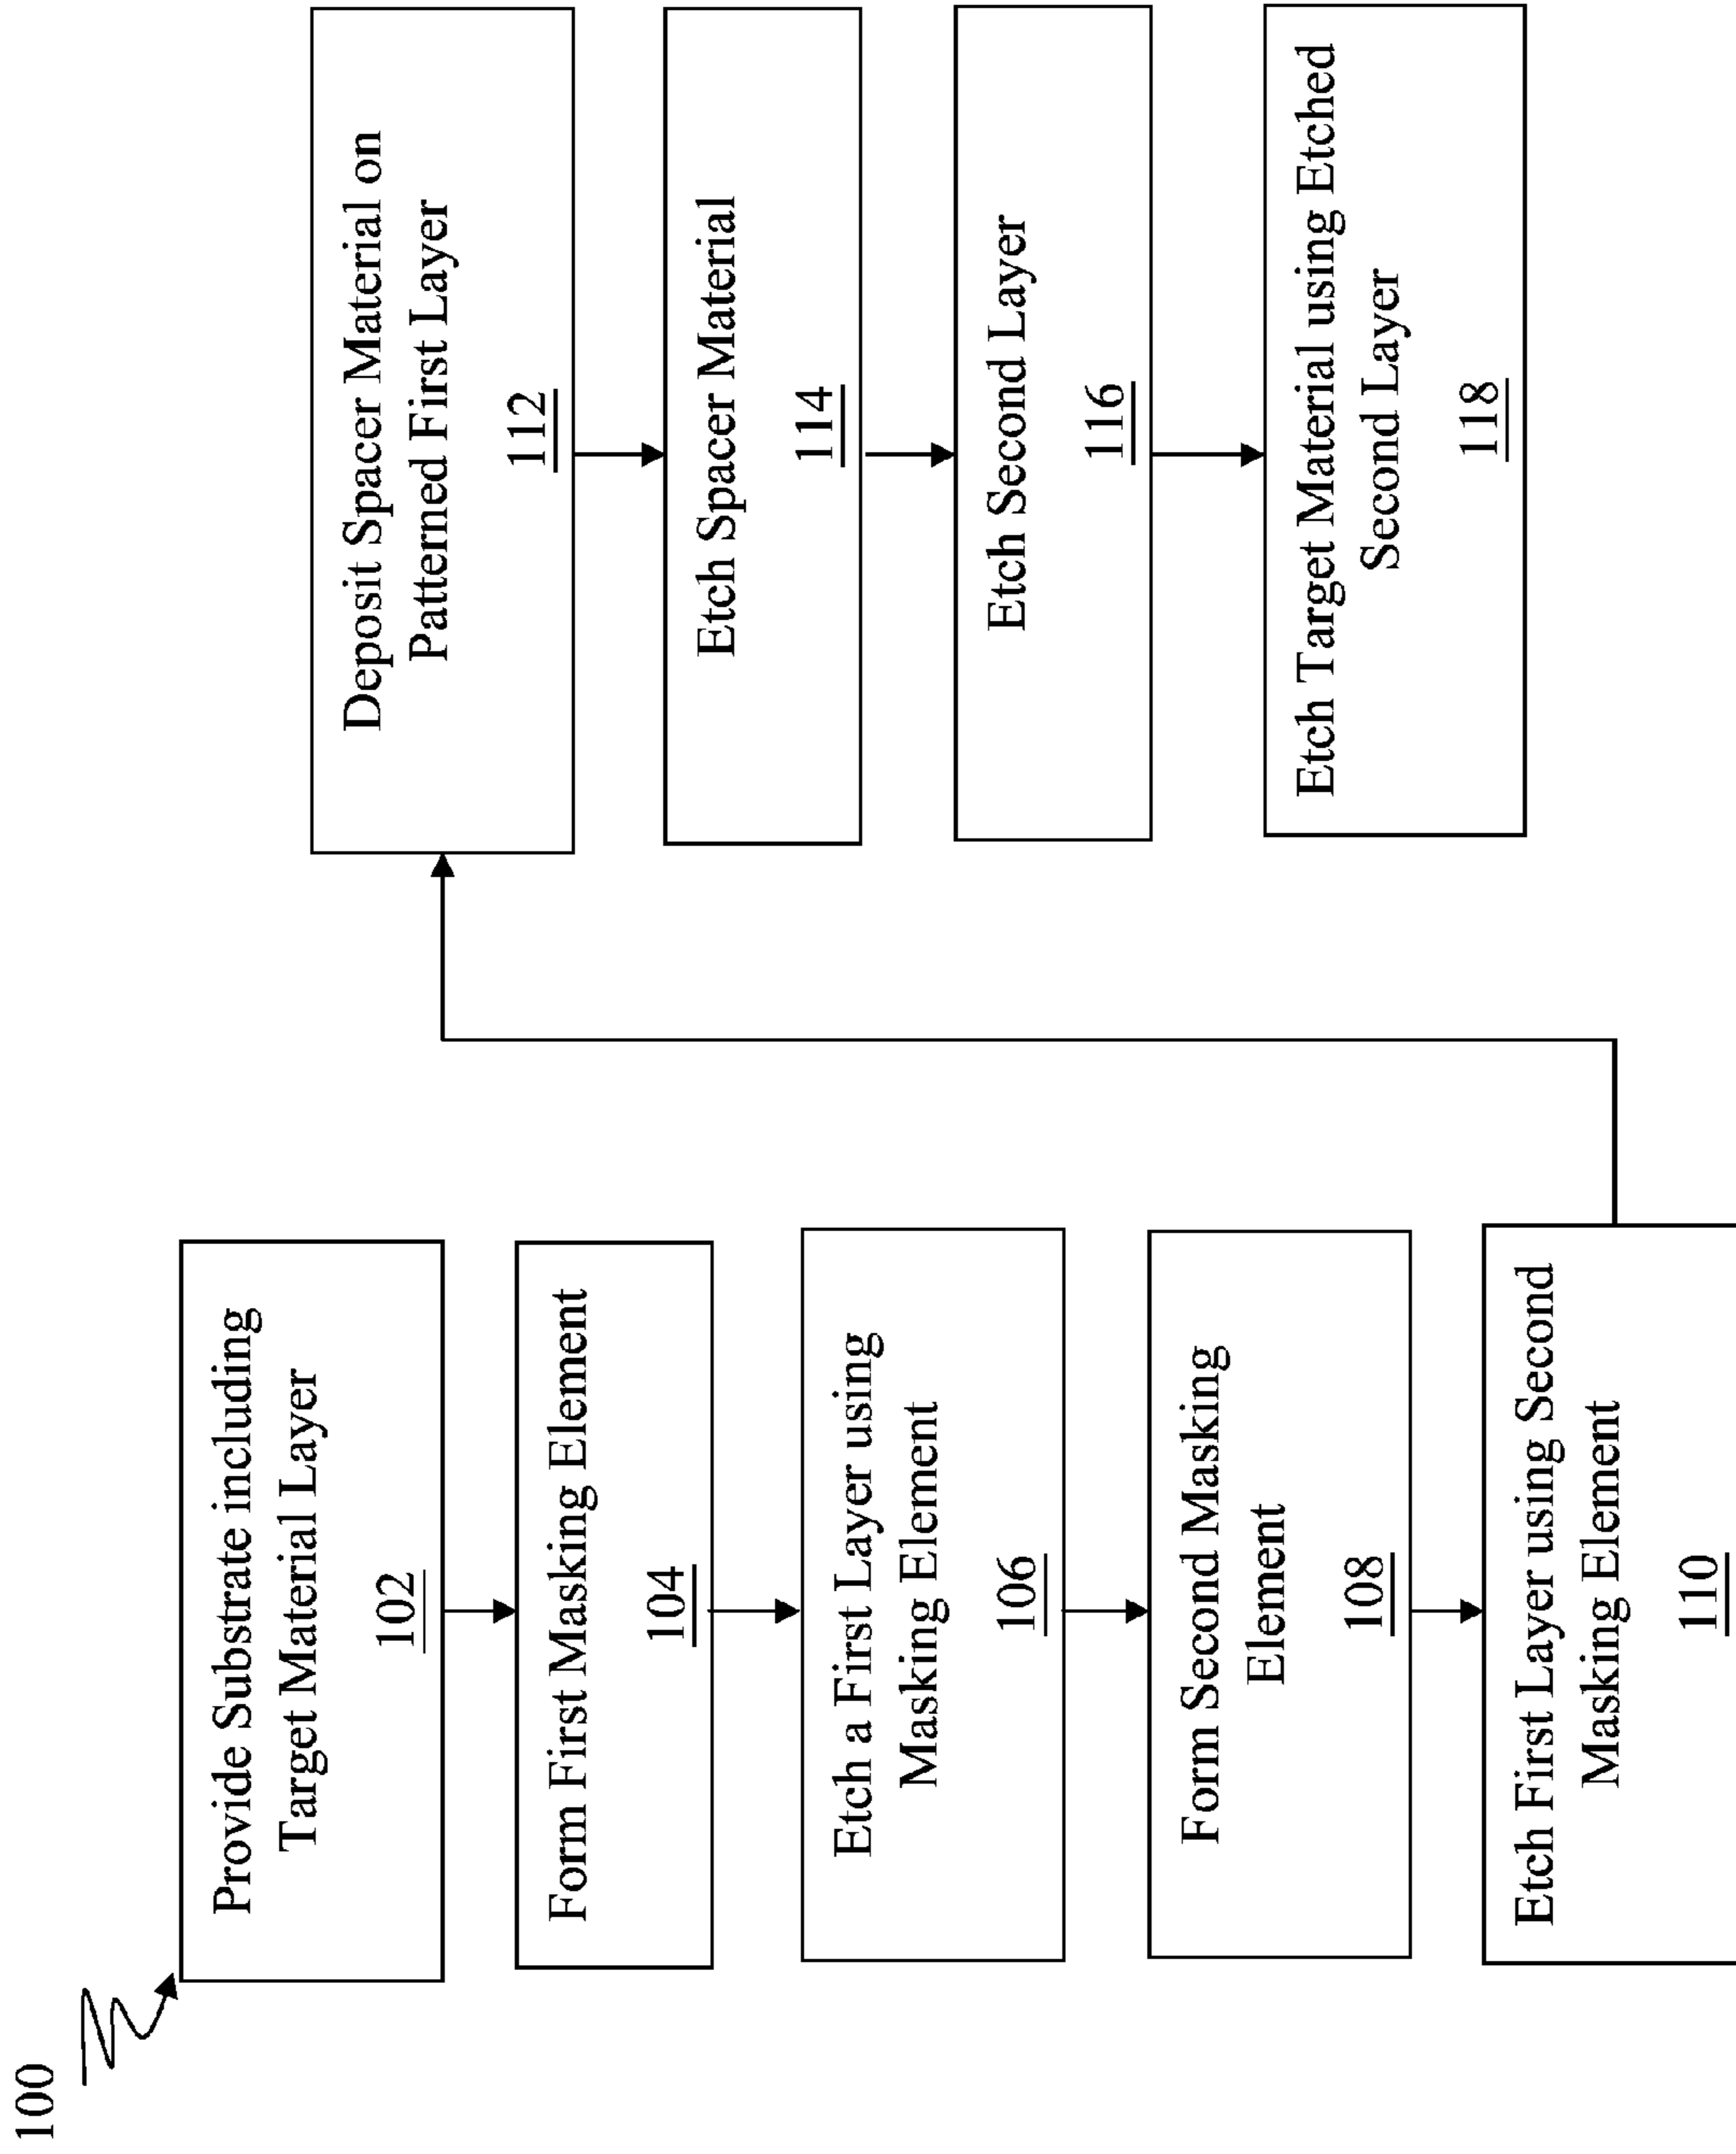 100
Provide Substrate including
Target Material Layer
102
Form First Masking Element
104
Etch a First Layer using
Masking Element
106
Form Second Masking
Element
108
Etch First Layer using Second
Masking Element
110
Deposit Spacer Material on
Patterned First Layer
112
Etch Spacer Material
114
Etch Second Layer
116
Etch Target Material using Etched
Second Layer
118